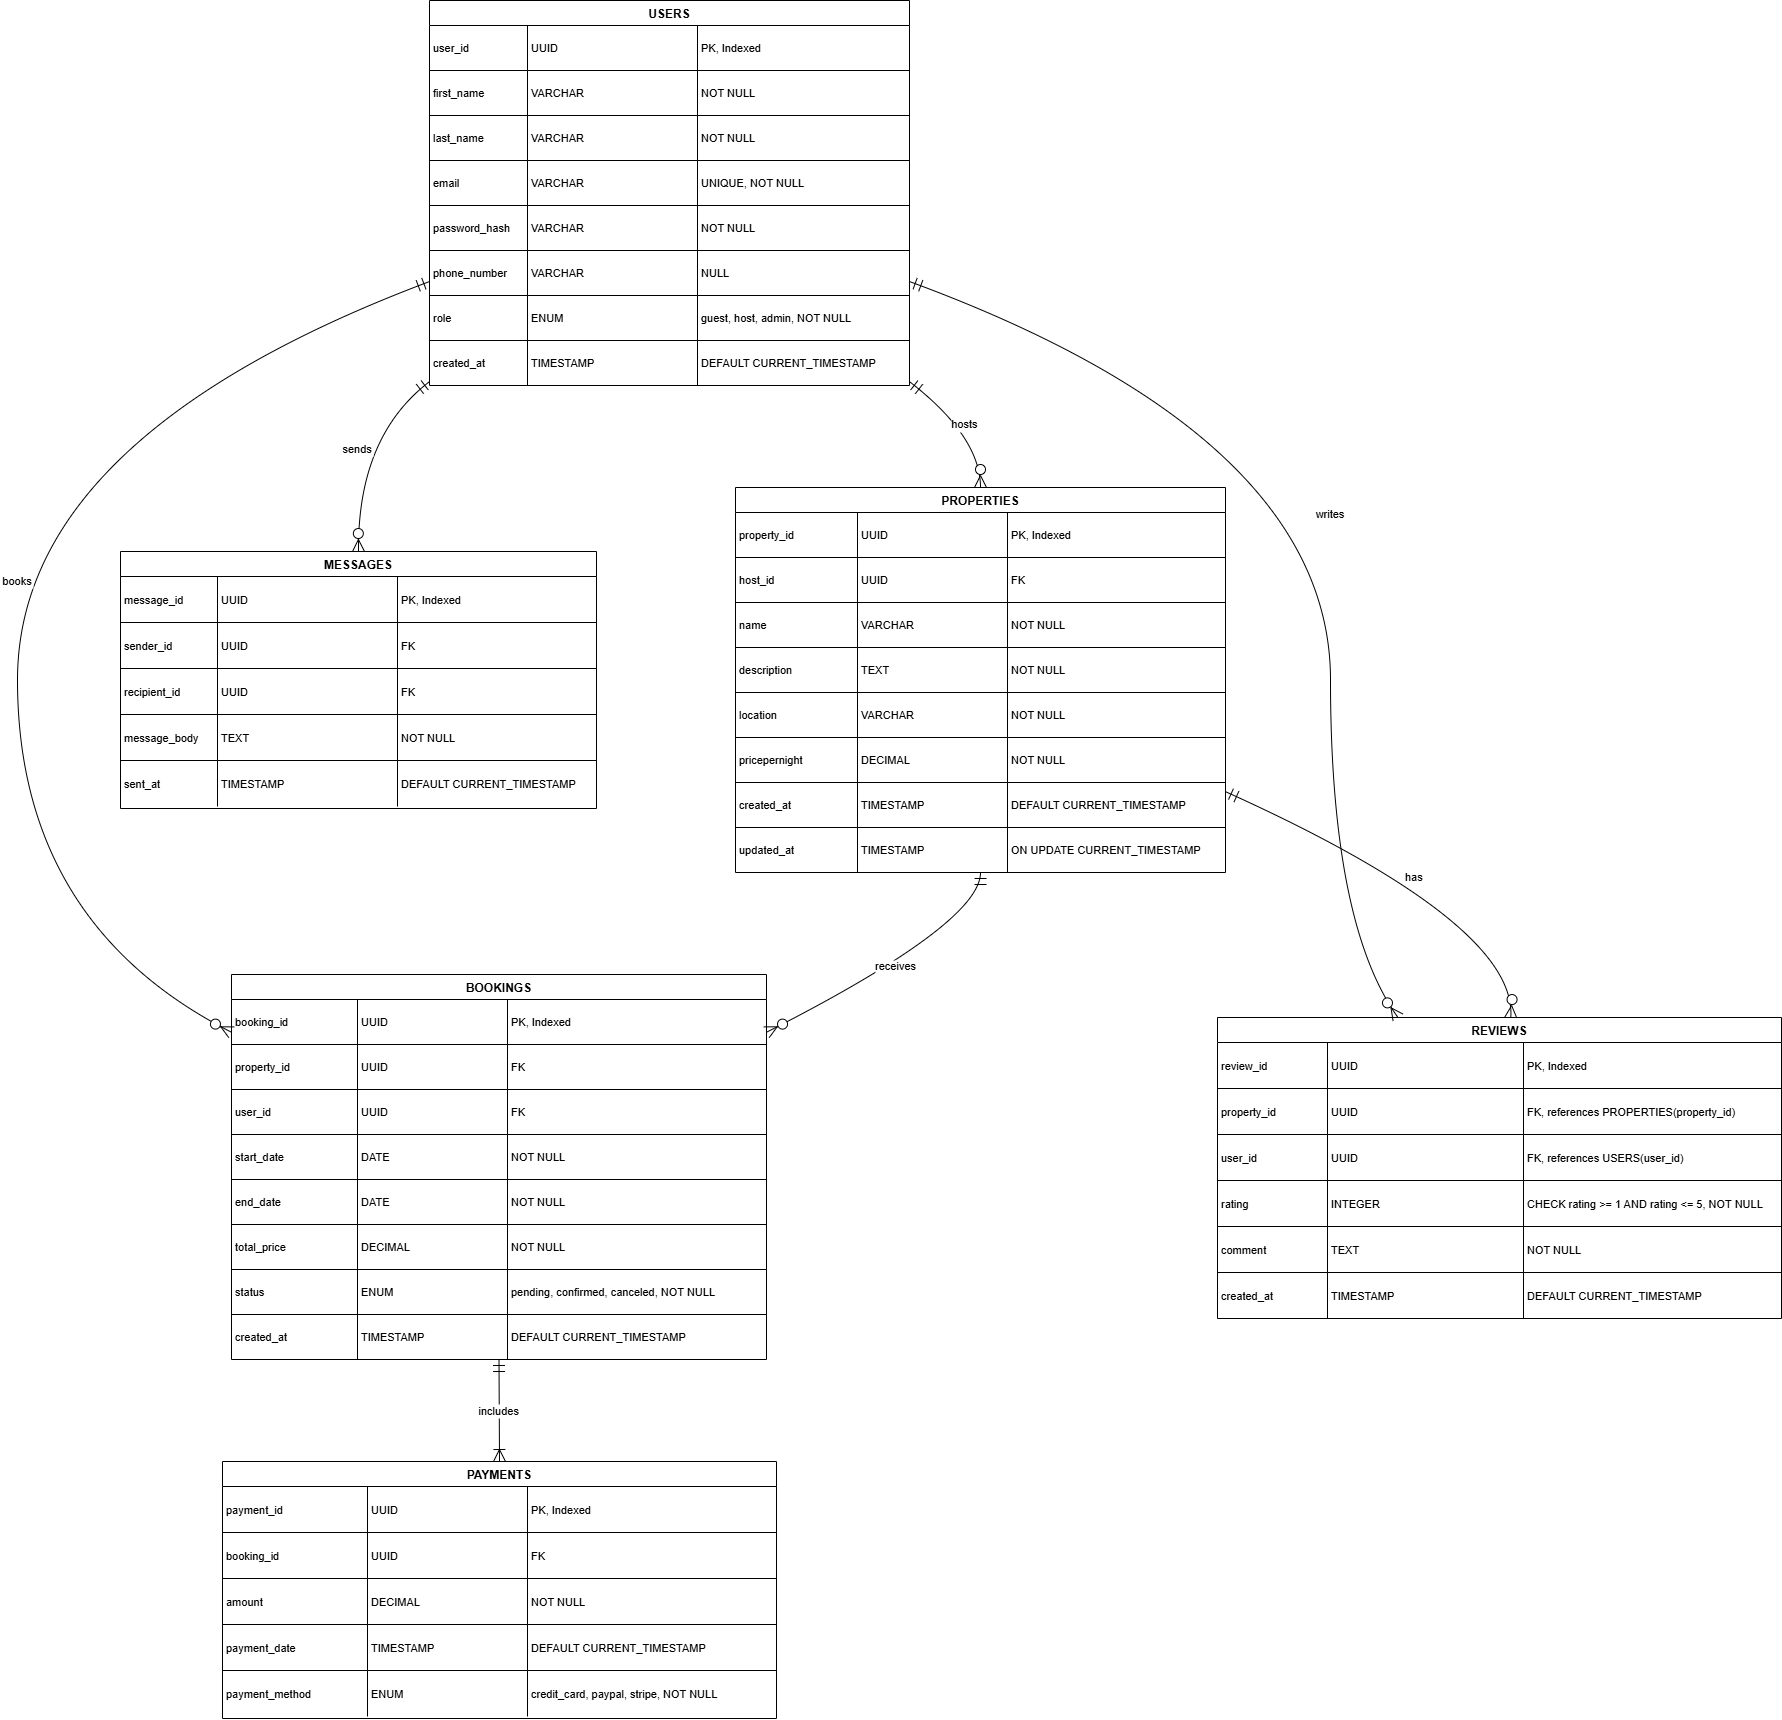 USERS
user_id UUID PK, Indexed
first_name VARCHAR NOT NULL
last_name VARCHAR NOT NULL
email VARCHAR UNIQUE, NOT NULL
password_hash VARCHAR NOT NULL
phone_number VARCHAR NULL
role ENUM guest, host, admin, NOT NULL
created_at TIMESTAMP DEFAULT CURRENT_TIMESTAMP
hosts
sends
writes
books
MESSAGES
message_id UUID PK, Indexed
sender_id UUID FK
recipient_id UUID FK
message_body TEXT NOT NULL
sent_at TIMESTAMP DEFAULT CURRENT_TIMESTAMP
PROPERTIES
property_id UUID PK, Indexed
host_id UUID FK
name VARCHAR NOT NULL
description TEXT NOT NULL
location VARCHAR NOT NULL
pricepernight DECIMAL NOT NULL
created_at TIMESTAMP DEFAULT CURRENT_TIMESTAMP
updated_at TIMESTAMP ON UPDATE CURRENT_TIMESTAMP
has
receives
BOOKINGS
booking_id UUID PK, Indexed
property_id UUID FK
user_id UUID FK
start_date DATE NOT NULL
end_date DATE NOT NULL
total_price DECIMAL NOT NULL
status ENUM pending, confirmed, canceled, NOT NULL
created_at TIMESTAMP DEFAULT CURRENT_TIMESTAMP
REVIEWS
review_id UUID PK, Indexed
property_id UUID FK, references PROPERTIES(property_id)
user_id UUID FK, references USERS(user_id)
rating INTEGER CHECK rating >= 1 AND rating <= 5, NOT NULL
comment TEXT NOT NULL
created_at TIMESTAMP DEFAULT CURRENT_TIMESTAMP
includes
PAYMENTS
payment_id UUID PK, Indexed
booking_id UUID FK
amount DECIMAL NOT NULL
payment_date TIMESTAMP DEFAULT CURRENT_TIMESTAMP
payment_method ENUM credit_card, paypal, stripe, NOT NULL